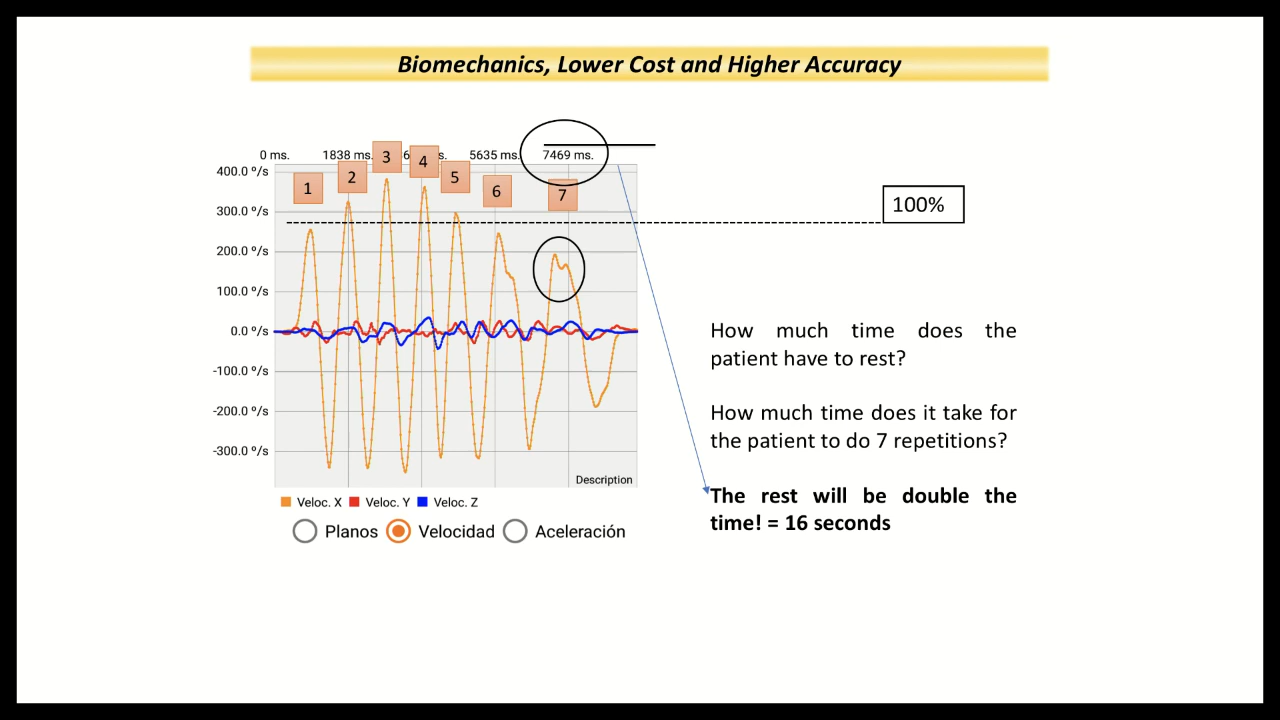 Biomechanics, Lower Cost and Higher Accuracy
0 ms. 1838 ms. s. 5635 ms. 7469 ms.
1 2 3 4 5 6 7
400.0 º/s
300.0 º/s
200.0 º/s
100.0 º/s
0.0 º/s
-100.0 º/s
-200.0 º/s
-300.0 º/s
100%
Description
Veloc. X Veloc. Y Veloc. Z
Planos Velocidad Aceleración
How much time does the
patient have to rest?
How much time does it take for
the patient to do 7 repetitions?
The rest will be double the
time! = 16 seconds